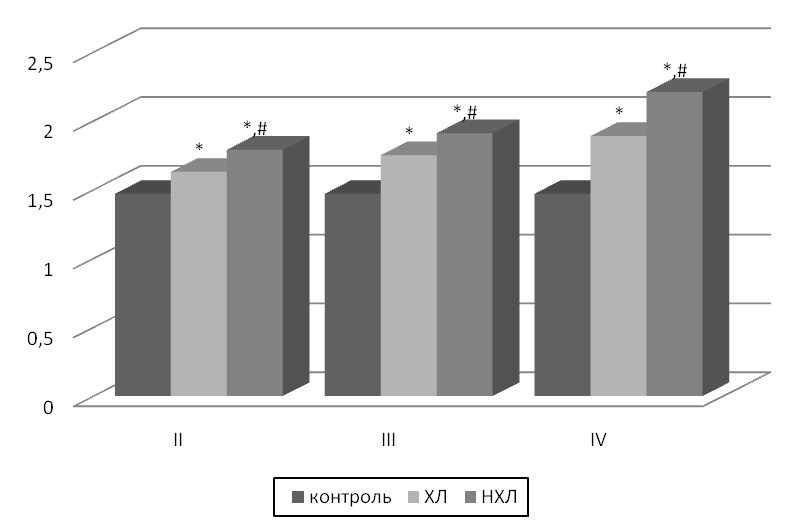 2,5
2
1,5
1
0,5
0
* *,# * *,# * *,#
II III IV
контроль ХЛ НХЛ